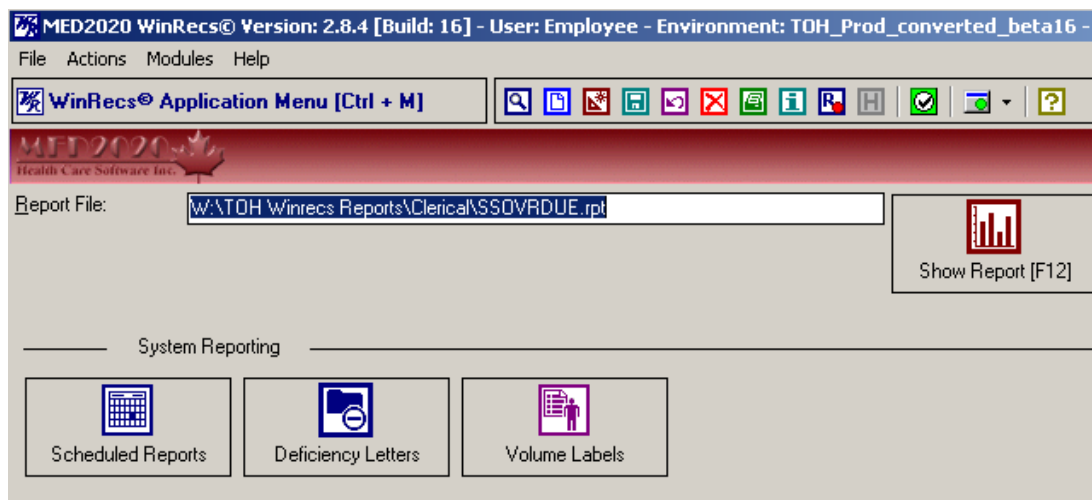 MED2020 WinRecs© Version: 2.8.4 [Build: 16] - User: Employee - Environment: TOH_Prod_converted_beta16 -
File Actions Modules Help
WinRecs© Application Menu [Ctrl + M]
MED2020
Health Care Software Inc.
Report File: W:\TOH Winrecs Reports\Clerical\SSOVRDUE.rpt
Show Report [F12]
System Reporting
Scheduled Reports Deficiency Letters Volume Labels